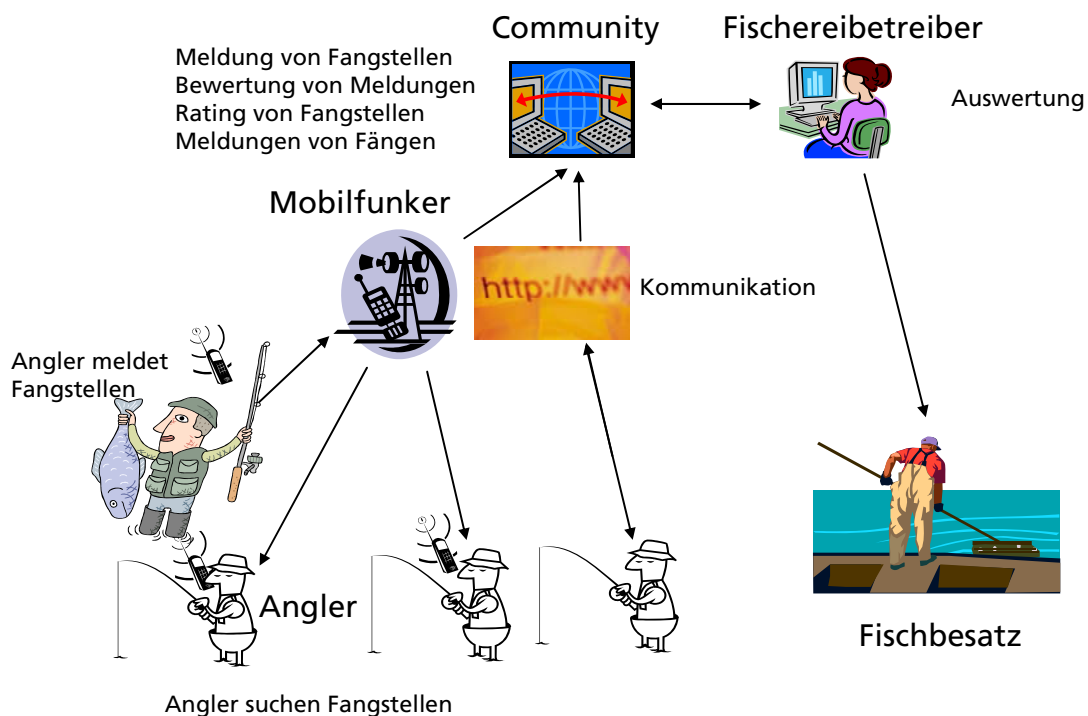 Community
Fischereibetreiber
Meldung von Fangstellen
Bewertung von Meldungen
Rating von Fangstellen
Meldungen von Fängen
Auswertung
Mobilfunker
http://www
Kommunikation
Angler meldet
Fangstellen
Angler
Fischbesatz
Angler suchen Fangstellen